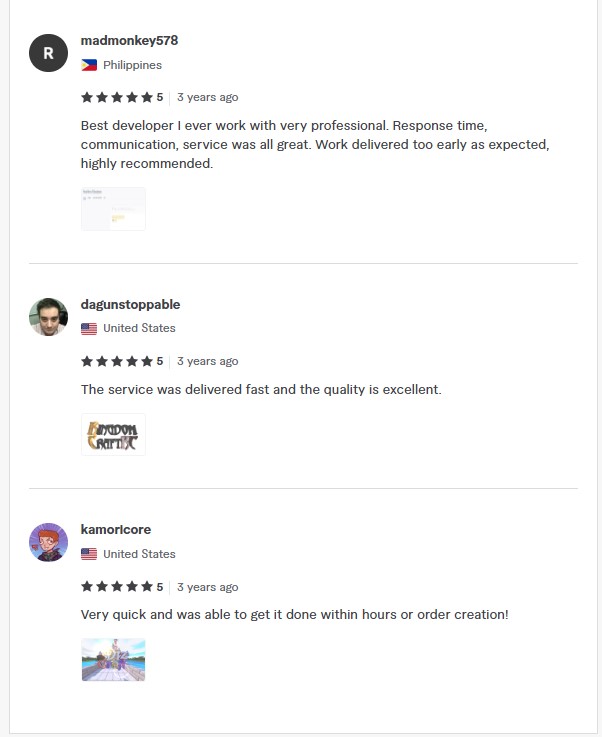 R
madmonkey578
Philippines
5 3 years ago
Best developer I ever work with very professional. Response time,
communication, service was all great. Work delivered too early as expected,
highly recommended.
dagunstoppable
United States
5 3 years ago
The service was delivered fast and the quality is excellent.
KINGDOM
CRAFT MC
kamoricore
United States
5 3 years ago
Very quick and was able to get it done within hours or order creation!